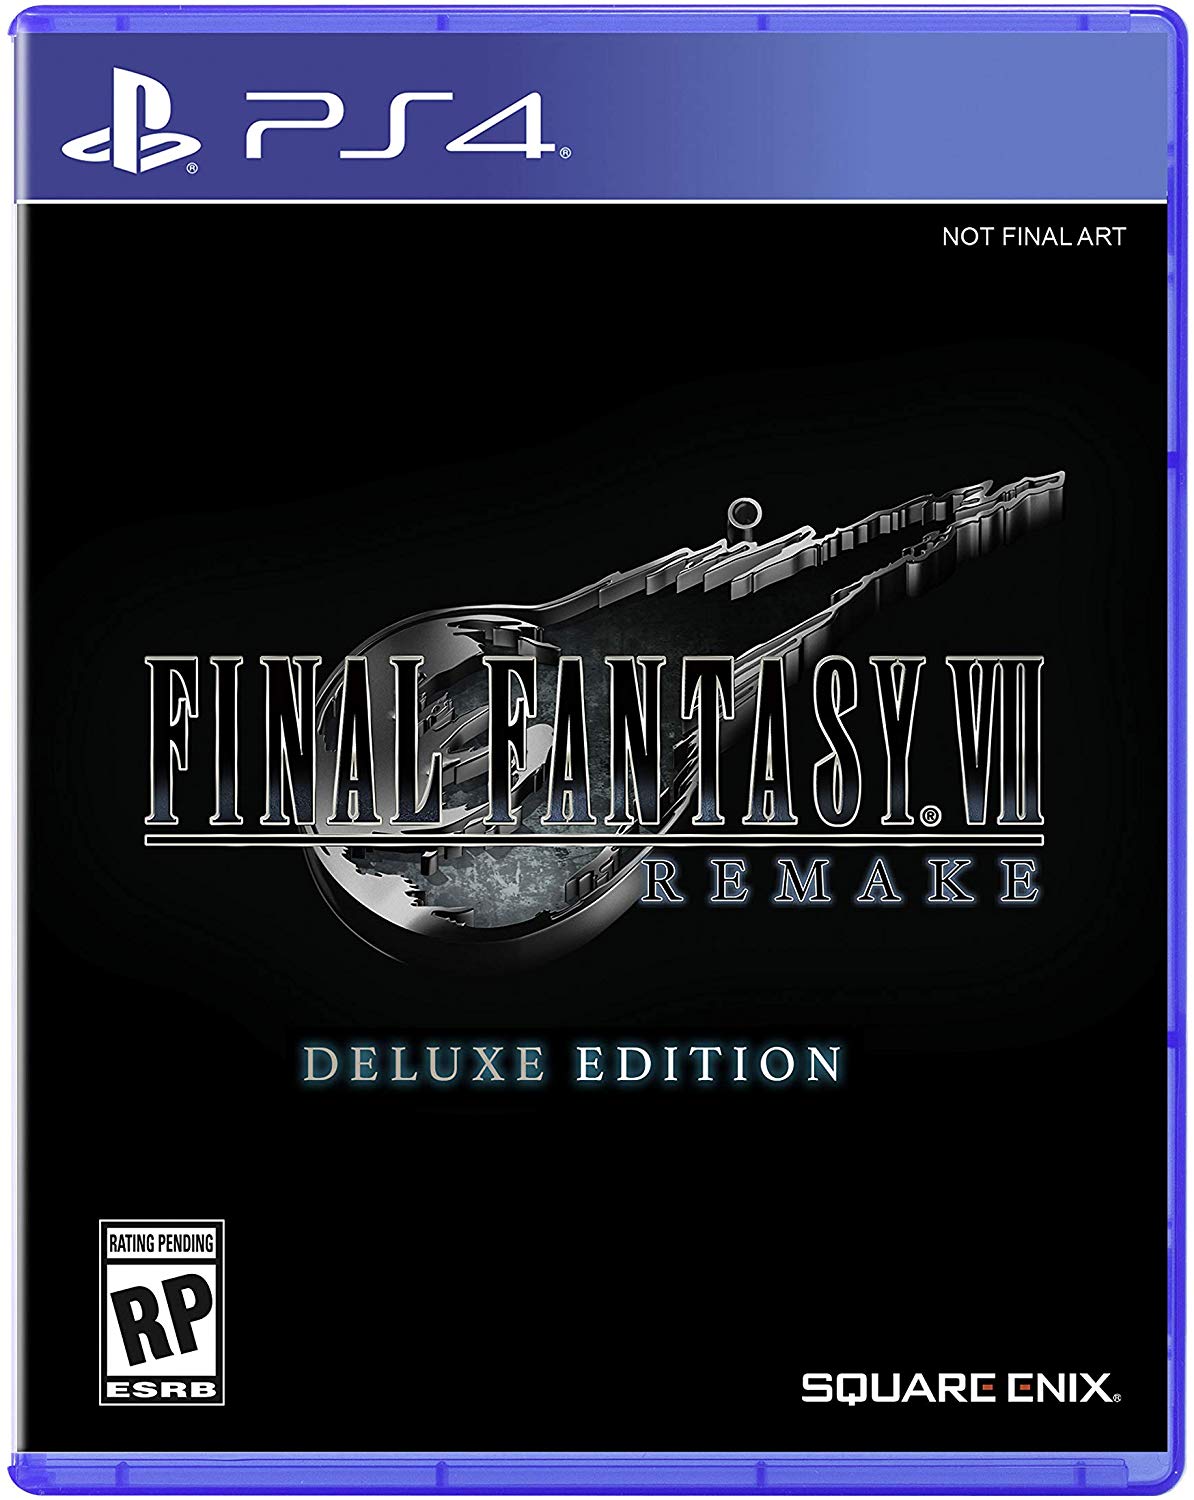 PS4®
NOT FINAL ART
FINAL FANTASY® VII
REMAKE
DELUXE EDITION
RATING PENDING
RP
ESRB
SQUARE ENIX®